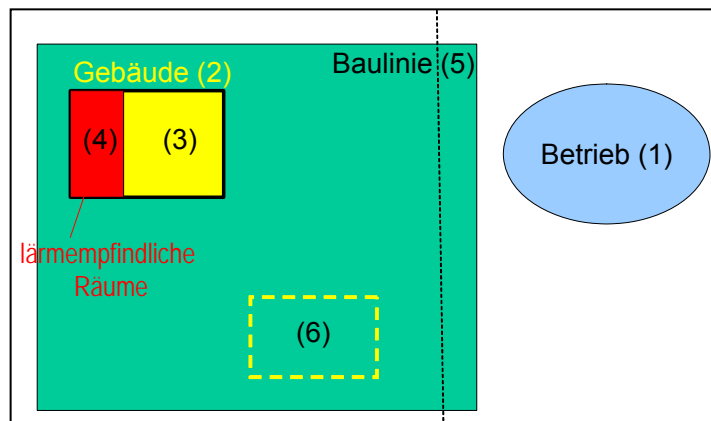 Baulinie (5)
Gebäude (2)
(4)
(3)
Betrieb (1)
lärmempfindliche
Räume
(6)